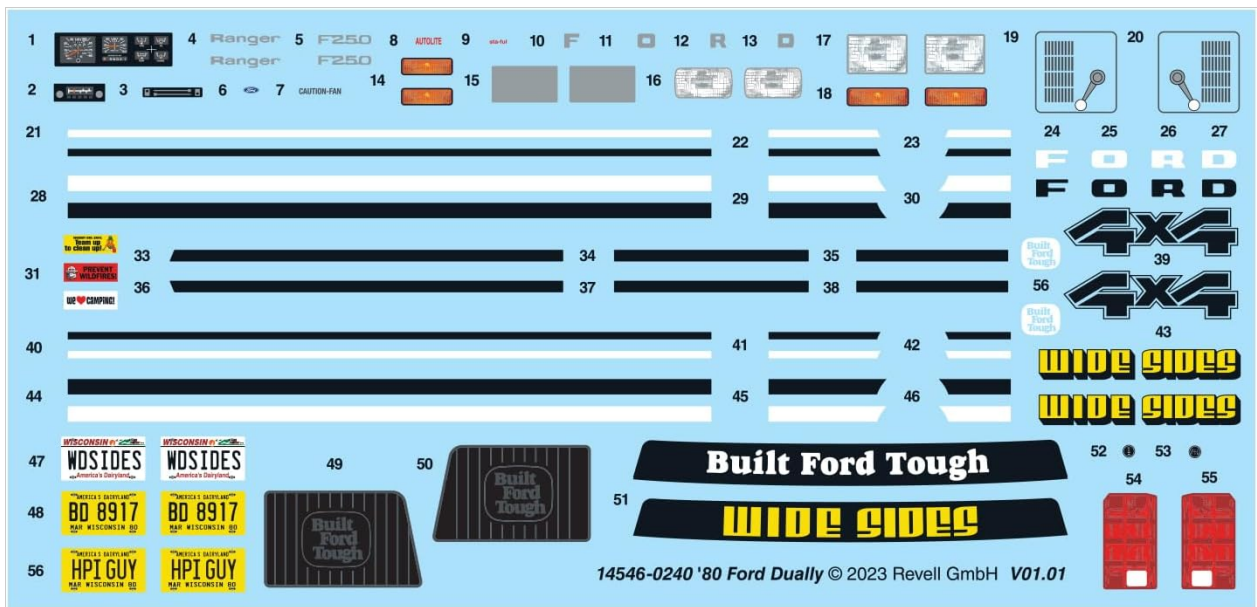 1
4
Ranger
5
F250
8
AUTOLITE
9
10
F
11
O
12
R
13
D
17
19
20
Ranger
F250
2
3
6
7
CAUTION-FAN
14
15
16
18
21
22
23
24
25
26
27
F O R D
28
29
30
F O R D
31
Team up
to clean up!
PREVENT
WILDFIRES!
We ❤ CAMPING!
33
34
35
36
37
38
Built
Ford
Tough
4x4
39
56
4x4
Built
Ford
Tough
43
40
41
42
WIDE SIDES
44
45
46
WIDE SIDES
47
WISCONSIN
WDSIDES
America's Dairyland
WISCONSIN
WDSIDES
America's Dairyland
48
AMERICA'S DAIRYLAND
BD 8917
MAR WISCONSIN 80
AMERICA'S DAIRYLAND
BD 8917
MAR WISCONSIN 80
56
AMERICA'S DAIRYLAND
HPI GUY
MAR WISCONSIN 80
AMERICA'S DAIRYLAND
HPI GUY
MAR WISCONSIN 80
49
Built
Ford
Tough
50
Built
Ford
Tough
51
Built Ford Tough
WIDE SIDES
52
53
54
55
14546-0240 '80 Ford Dually © 2023 Revell GmbH V01.01